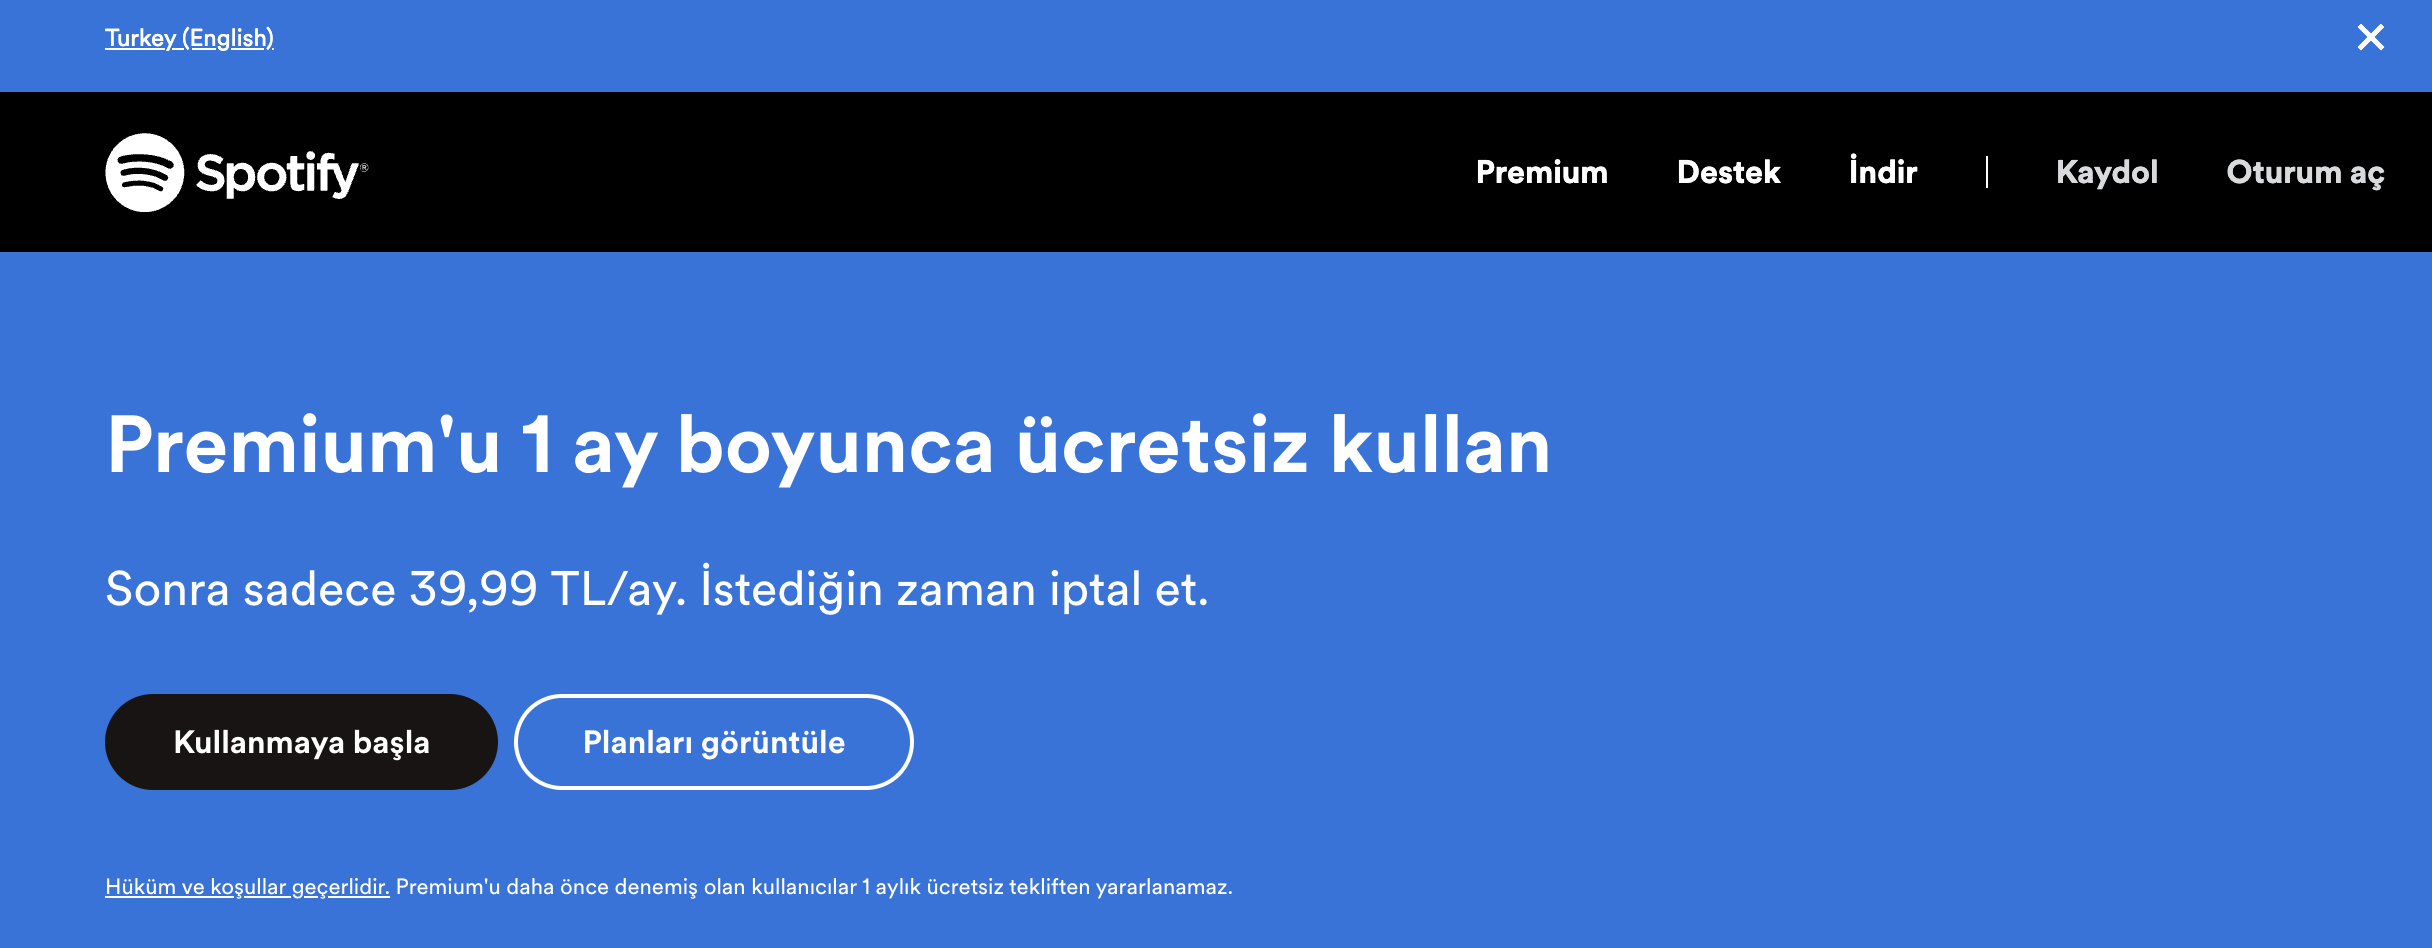 Turkey (English)
Spotify®
Premium Destek İndir | Kaydol Oturum aç
Premium'u 1 ay boyunca ücretsiz kullan
Sonra sadece 39,99 TL/ay. İstediğin zaman iptal et.
Kullanmaya başla
Planları görüntüle
Hüküm ve koşullar geçerlidir. Premium'u daha önce denemiş olan kullanıcılar 1 aylık ücretsiz tekliften yararlanamaz.